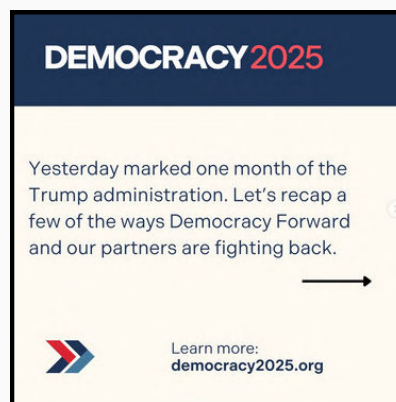 DEMOCRACY2025
Yesterday marked one month of the
Trump administration. Let's recap a
few of the ways Democracy Forward
and our partners are fighting back.
Learn more:
democracy2025.org